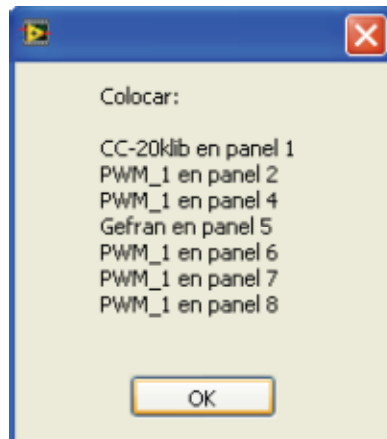 Colocar:
CC-20klib en panel 1
PWM_1 en panel 2
PWM_1 en panel 4
Gefran en panel 5
PWM_1 en panel 6
PWM_1 en panel 7
PWM_1 en panel 8
OK